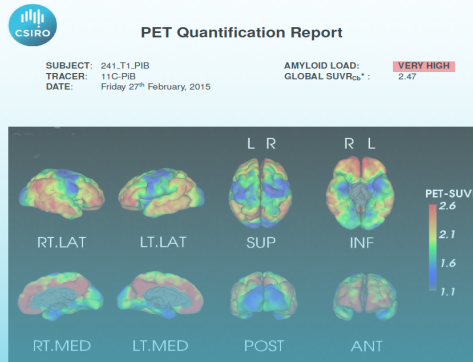 CSIRO
PET Quantification Report
SUBJECT: 241_T1_PIB
TRACER: 11C-PiB
DATE: Friday 27th February, 2015
AMYLOID LOAD: VERY HIGH
GLOBAL SUVRCb* : 2.47
L R R L
PET-SUV
2.6
2.1
1.6
1.1
RT.LAT LT.LAT SUP INF
RT.MED LT.MED POST ANT